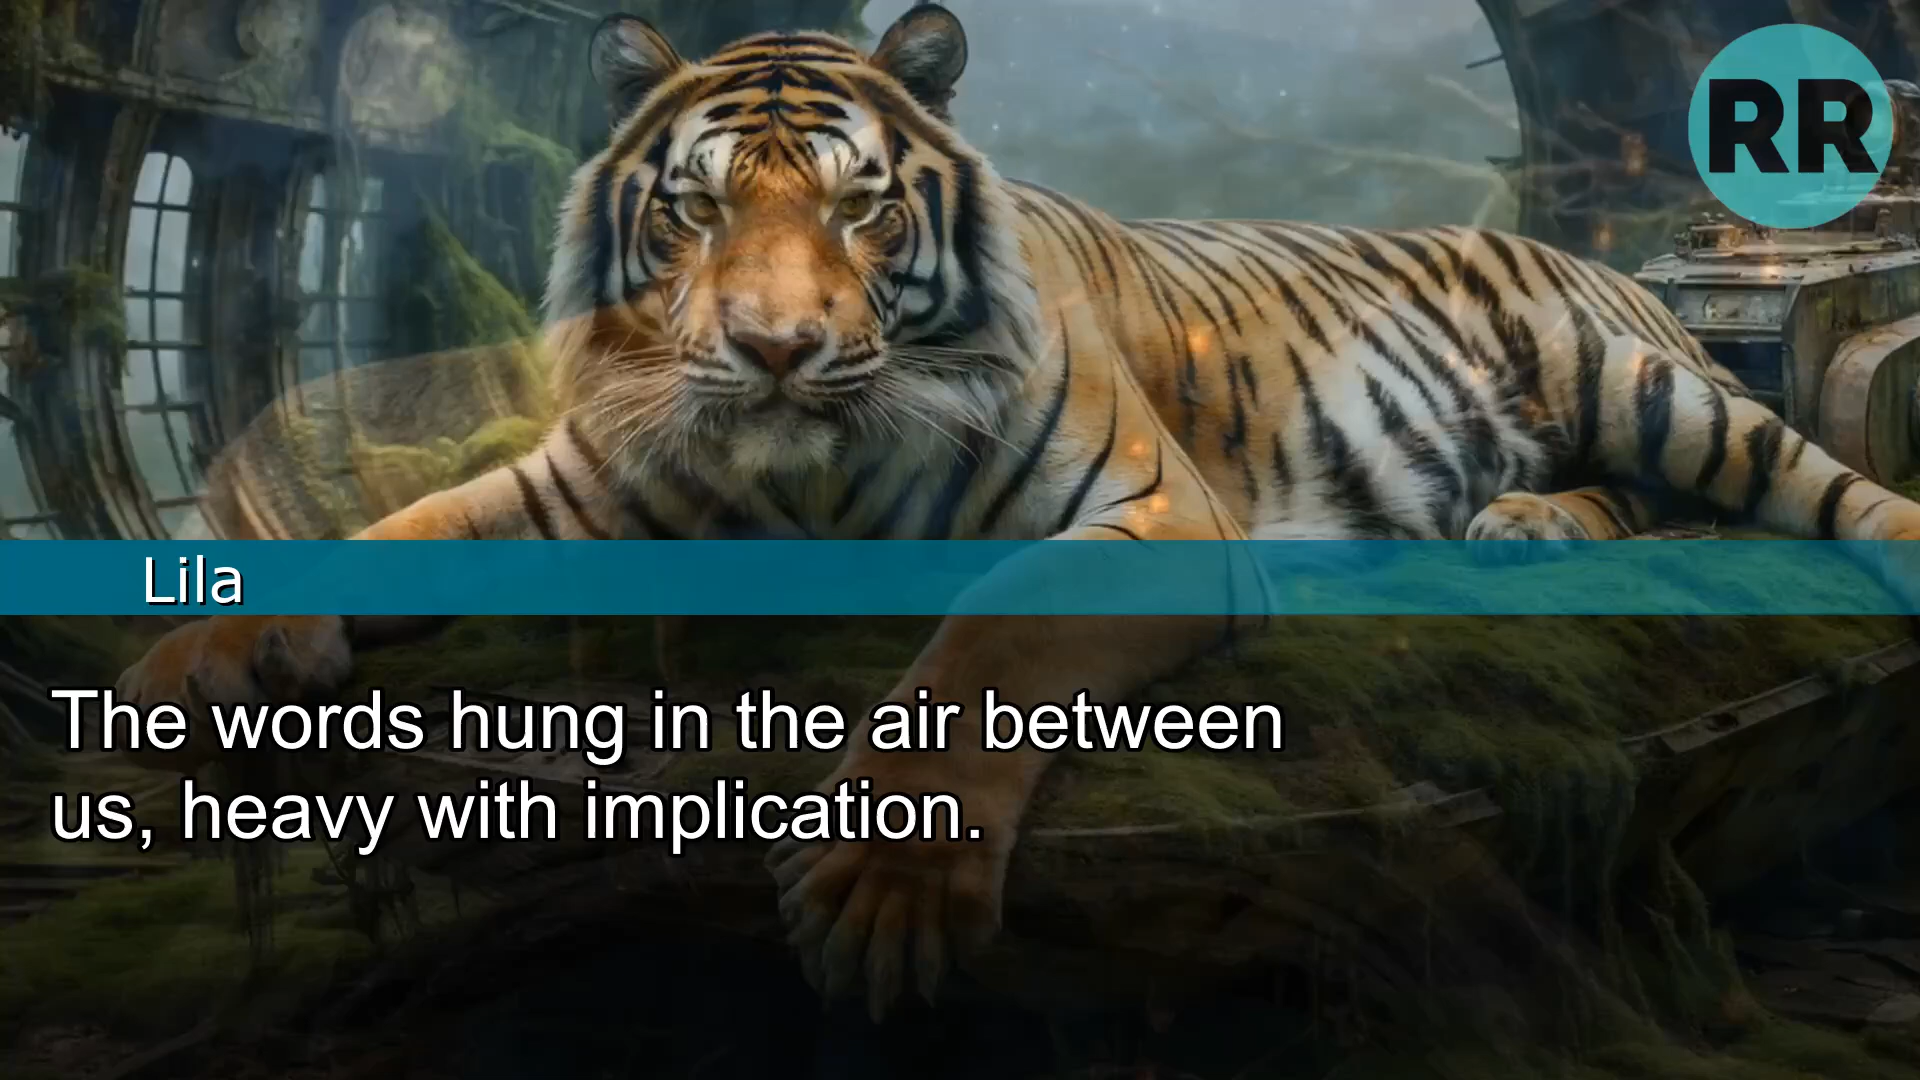 RR
Lila
The words hung in the air between
us, heavy with implication.